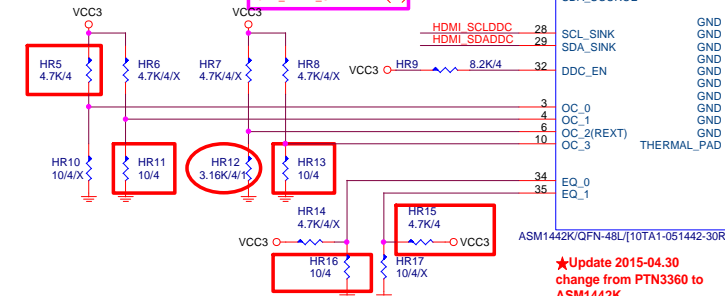 VCC3
VCC3
HDMI_SCLDDC
HDMI_SDADDC
28
29
SCL_SINK
SDA_SINK
GND
GND
GND
GND
GND
GND
GND
GND
GND
GND
THERMAL_PAD
HR5
4.7K/4
HR6
4.7K/4/X
HR7
4.7K/4/X
HR8
4.7K/4/X
VCC3
HR9
8.2K/4
32
DDC_EN
3
OC_0
4
OC_1
6
OC_2(REXT)
10
OC_3
HR10
10/4/X
HR11
10/4
HR12
3.16K/4/1
HR13
10/4
34
EQ_0
35
EQ_1
HR14
4.7K/4/X
VCC3
HR15
4.7K/4
VCC3
HR16
10/4
HR17
10/4/X
ASM1442K/QFN-48L/[10TA1-051442-30R
★Update 2015-04.30
change from PTN3360 to
ASM1442K